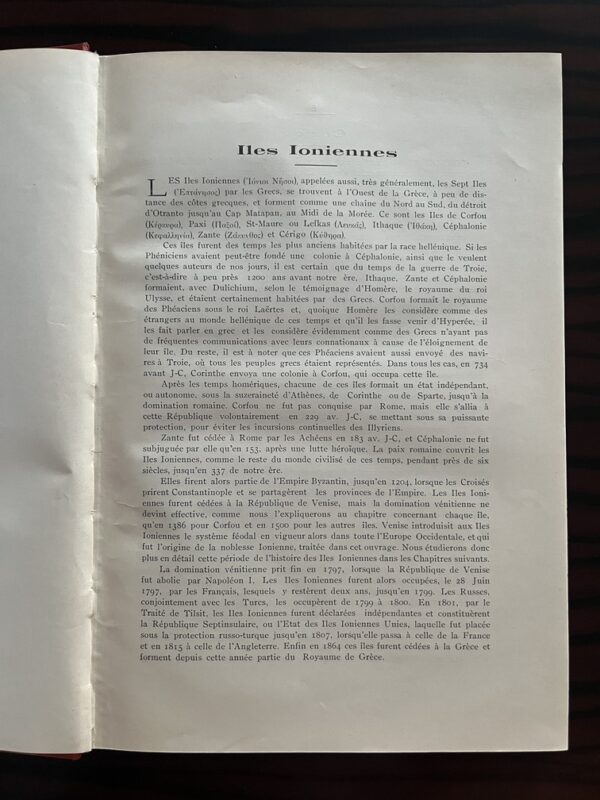 Iles Ioniennes
LES Iles Ioniennes (Ἰόνιοι Νῆσοι), appelées aussi, très généralement, les Sept Iles
(Ἑπτάνησος) par les Grecs, se trouvent à l'Ouest de la Grèce, à peu de dis-
tance des côtes grecques, et forment comme une chaîne du Nord au Sud, du détroit
d'Otranto jusqu'au Cap Matapan, au Midi de la Morée. Ce sont les Iles de Corfou
(Κέρκυρα), Paxi (Παξοί), St-Maure ou Lefkas (Λευκάς), Ithaque (Ἰθάκη), Céphalonie
(Κεφαλληνία), Zante (Ζάκυνθος) et Cérigo (Κύθηρα).
Ces îles furent des temps les plus anciens habitées par la race hellénique. Si les
Phéniciens avaient peut-être fondé une colonie à Céphalonie, ainsi que le veulent
quelques auteurs de nos jours, il est certain que du temps de la guerre de Troie,
c'est-à-dire à peu près 1200 ans avant notre ère, Ithaque. Zante et Céphalonie
formaient, avec Dulichium, selon le témoignage d'Homère, le royaume du roi
Ulysse, et étaient certainement habitées par des Grecs. Corfou formait le royaume
des Phéaciens sous le roi Laërtes et, quoique Homère les considère comme des
étrangers au monde hellénique de ces temps et qu'il les fasse venir d'Hyperée, il
les fait parler en grec et les considère évidemment comme des Grecs n'ayant pas
de fréquentes communications avec leurs connationaux à cause de l'éloignement de
leur île. Du reste, il est à noter que ces Phéaciens avaient aussi envoyé des navi-
res à Troie, où tous les peuples grecs étaient représentés. Dans tous les cas, en 734
avant J-C, Corinthe envoya une colonie à Corfou, qui occupa cette île.
Après les temps homériques, chacune de ces îles formait un état indépendant,
ou autonome, sous la suzeraineté d'Athènes, de Corinthe ou de Sparte, jusqu'à la
domination romaine. Corfou ne fut pas conquise par Rome, mais elle s'allia à
cette République volontairement en 229 av. J-C, se mettant sous sa puissante
protection, pour éviter les incursions continuelles des Illyriens.
Zante fut cédée à Rome par les Achéens en 183 av. J-C, et Céphalonie ne fut
subjuguée par elle qu'en 153, après une lutte héroïque. La paix romaine couvrit les
Iles Ioniennes, comme le reste du monde civilisé de ces temps, pendant près de six
siècles, jusqu'en 337 de notre ère.
Elles firent alors partie de l'Empire Byzantin, jusqu'en 1204, lorsque les Croisés
prirent Constantinople et se partagèrent les provinces de l'Empire. Les Iles Ioni-
ennes furent cédées à la République de Venise, mais la domination vénitienne ne
devint effective, comme nous l'expliquerons au chapitre concernant chaque île,
qu'en 1386 pour Corfou et en 1500 pour les autres îles. Venise introduisit aux Iles
Ioniennes le système féodal en vigueur alors dans toute l'Europe Occidentale, et qui
fut l'origine de la noblesse Ionienne, traitée dans cet ouvrage. Nous étudierons donc
plus en détail cette période de l'histoire des Iles Ioniennes dans les Chapitres suivants.
La domination vénitienne prit fin en 1797, lorsque la République de Venise
fut abolie par Napoléon I. Les Iles Ioniennes furent alors occupées, le 28 Juin
1797, par les Français, lesquels y restèrent deux ans, jusqu'en 1799. Les Russes,
conjointement avec les Turcs, les occupèrent de 1799 à 1800. En 1801, par le
Traité de Tilsit, les Iles Ioniennes furent déclarées indépendantes et constituèrent
la République Septinsulaire, ou l'Etat des Iles Ioniennes Unies, laquelle fut placée
sous la protection russo-turque jusqu'en 1807, lorsqu'elle passa à celle de la France
et en 1815 à celle de l'Angleterre. Enfin en 1864 ces îles furent cédées à la Grèce et
forment depuis cette année partie du Royaume de Grèce.